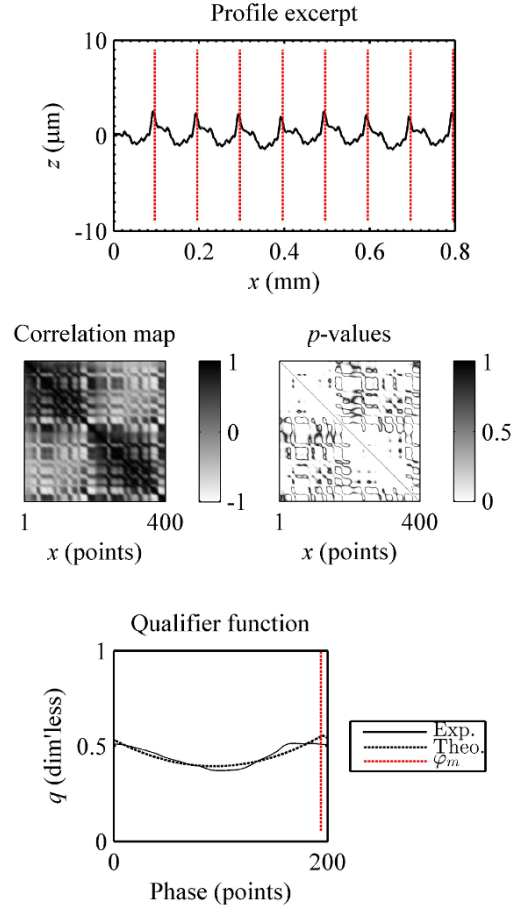 Profile excerpt
10
0
-10
z (μm)
0 0.2 0.4 0.6 0.8
x (mm)
Correlation map
1
0
-1
1 400
x (points)
p-values
1
0.5
0
1 400
x (points)
Qualifier function
1
0.5
0
q (dim'less)
0 200
Phase (points)
Exp.
Theo.
φm